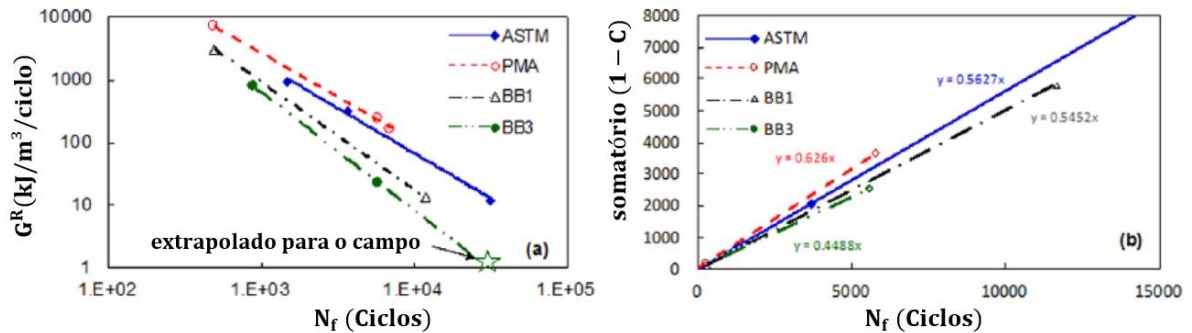 10000
1000
100
10
1
G^R(kJ/m³/ciclo)
ASTM
PMA
BB1
BB3
extrapolado para o campo
(a)
1.E+02
1.E+03
1.E+04
1.E+05
N_f (Ciclos)
8000
7000
6000
5000
4000
3000
2000
1000
0
somatório (1 − C)
ASTM
PMA
BB1
BB3
y = 0.5627x
y = 0.5452x
y = 0.626x
y = 0.4488x
(b)
0
5000
10000
15000
N_f (Ciclos)